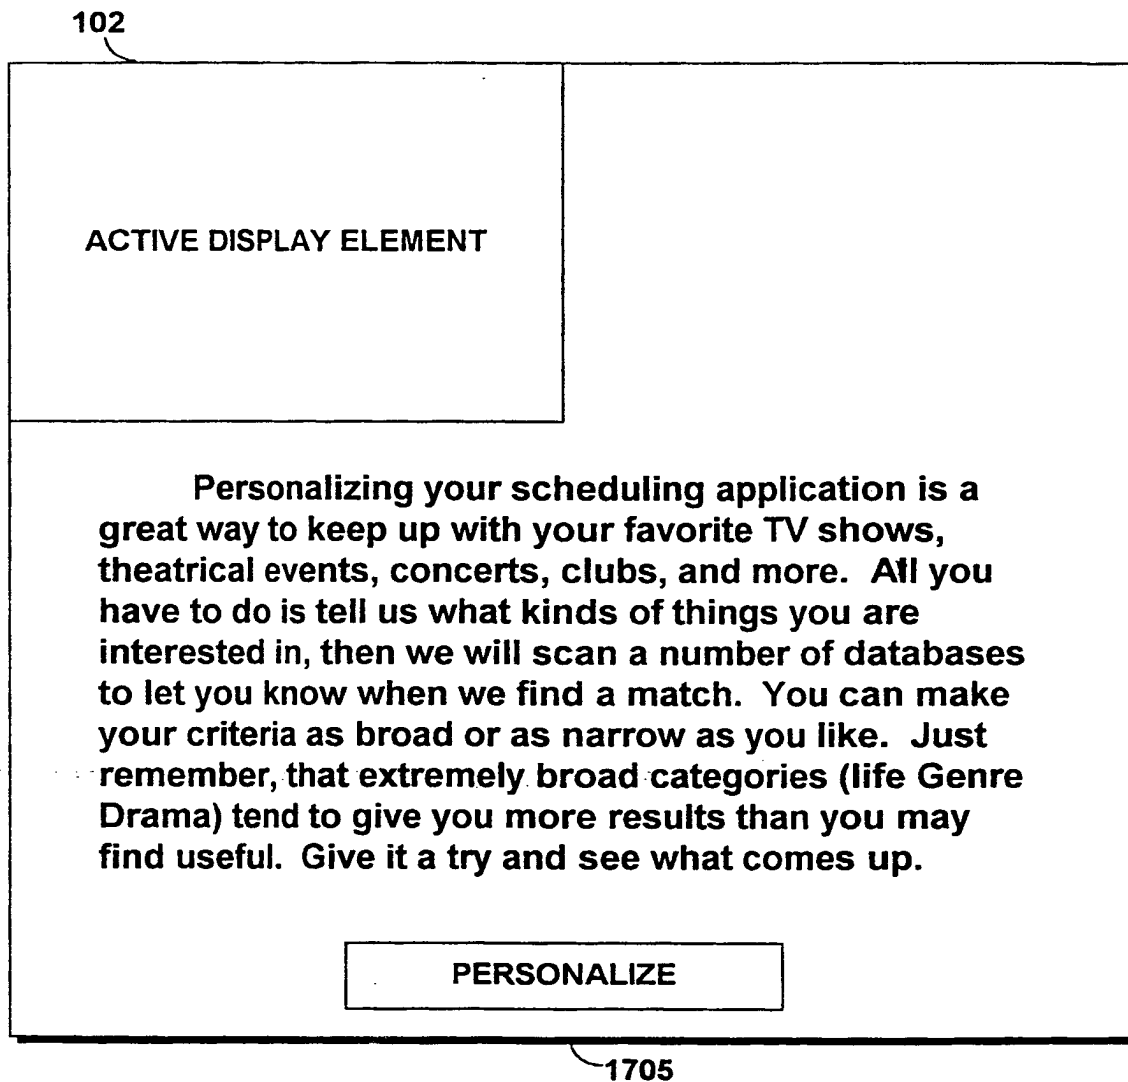 102
ACTIVE DISPLAY ELEMENT
Personalizing your scheduling application is a
great way to keep up with your favorite TV shows,
theatrical events, concerts, clubs, and more. All you
have to do is tell us what kinds of things you are
interested in, then we will scan a number of databases
to let you know when we find a match. You can make
your criteria as broad or as narrow as you like. Just
remember, that extremely broad categories (life Genre
Drama) tend to give you more results than you may
find useful. Give it a try and see what comes up.
PERSONALIZE
1705